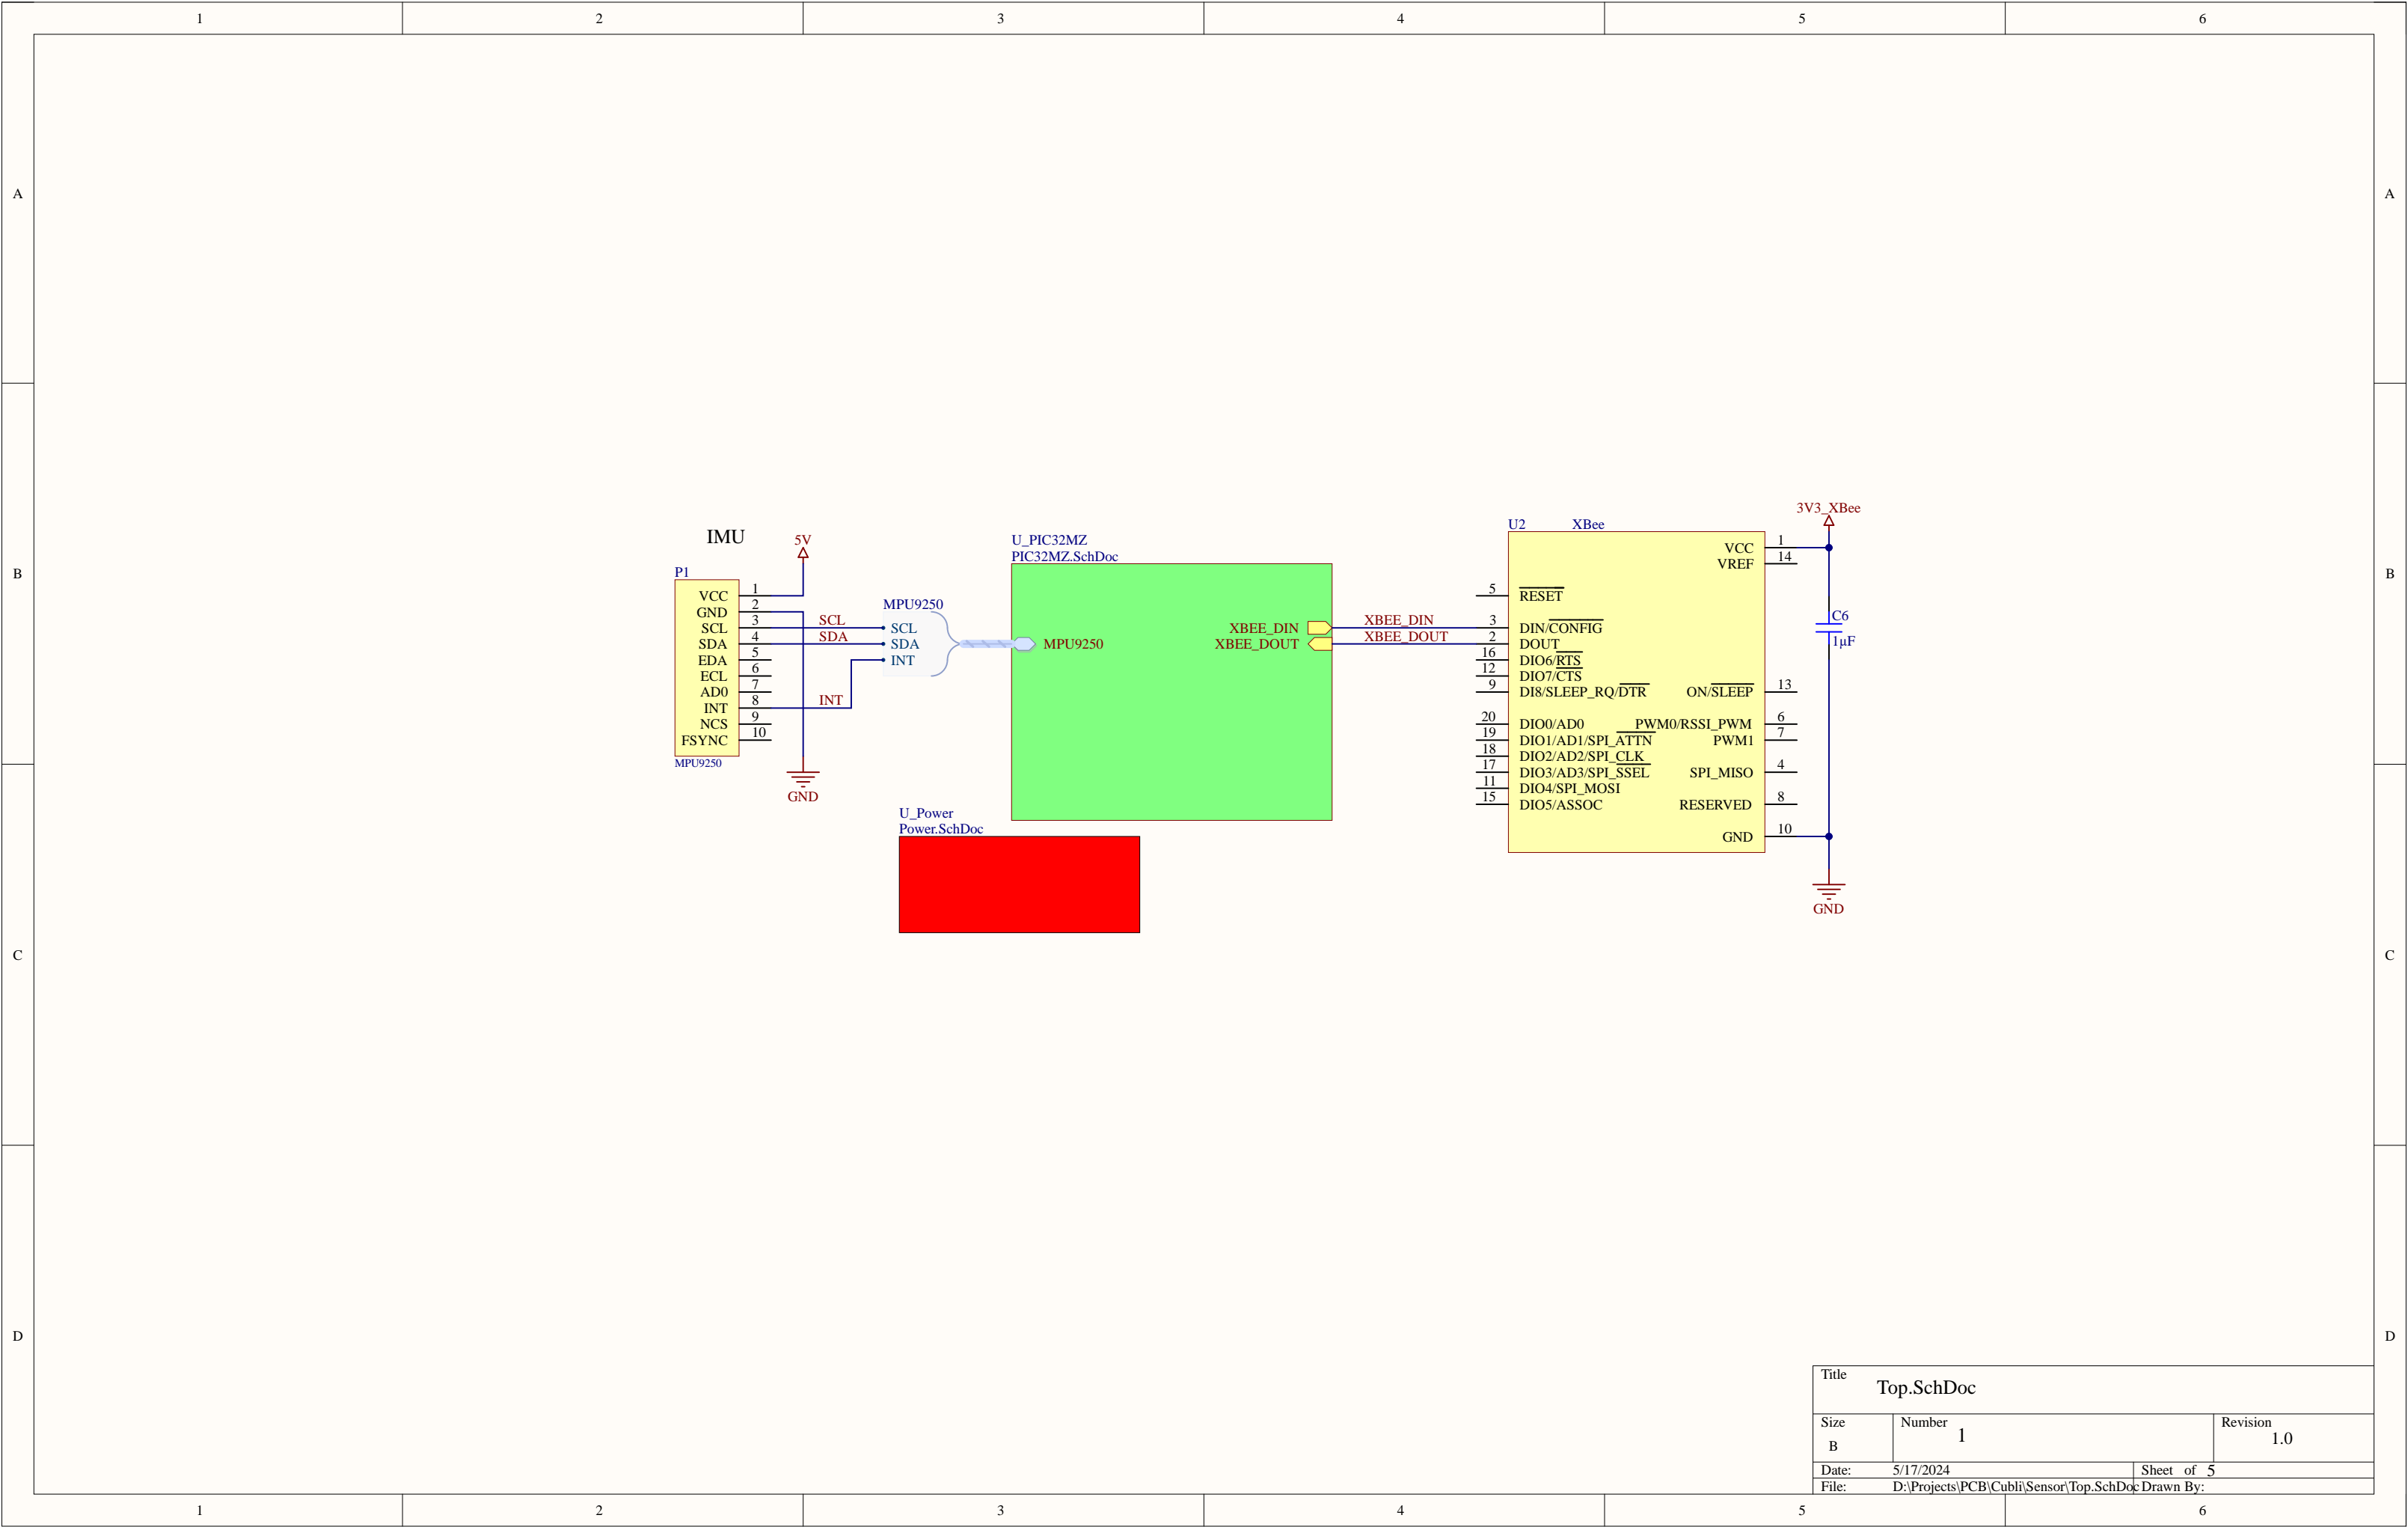 1 2 3 4 5 6
A A
B B
C C
D D
IMU
5V
P1
VCC 1
GND 2
SCL 3
SDA 4
EDA 5
ECL 6
AD0 7
INT 8
NCS 9
FSYNC 10
MPU9250
GND
SCL
SDA
INT
MPU9250
SCL
SDA
INT
U_PIC32MZ
PIC32MZ.SchDoc
MPU9250
XBEE_DIN
XBEE_DOUT
XBEE_DIN
XBEE_DOUT
U_Power
Power.SchDoc
U2 XBee
5 RESET
3 DIN/CONFIG
2 DOUT
16 DIO6/RTS
12 DIO7/CTS
9 DI8/SLEEP_RQ/DTR
20 DIO0/AD0
19 DIO1/AD1/SPI_ATTN
18 DIO2/AD2/SPI_CLK
17 DIO3/AD3/SPI_SSEL
11 DIO4/SPI_MOSI
15 DIO5/ASSOC
VCC 1
VREF 14
ON/SLEEP 13
PWM0/RSSI_PWM 6
PWM1 7
SPI_MISO 4
RESERVED 8
GND 10
3V3_XBee
C6
1µF
GND
Title
Top.SchDoc
Size Number Revision
B 1 1.0
Date: 5/17/2024 Sheet of 5
File: D:\Projects\PCB\Cubli\Sensor\Top.SchDoc Drawn By:
1 2 3 4 5 6